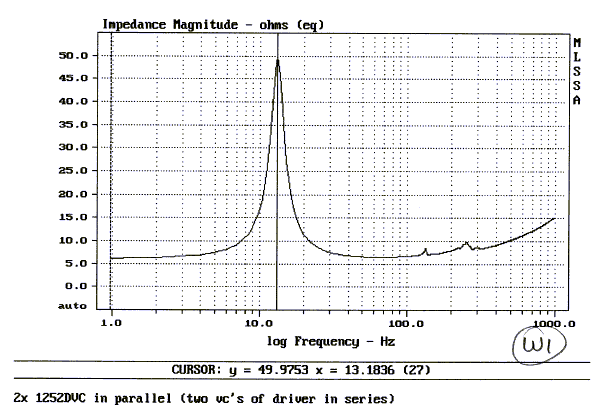 Impedance Magnitude - ohms (eq)
MLSSA
50.0
45.0
40.0
35.0
30.0
25.0
20.0
15.0
10.0
5.0
0.0
auto
1.0 10.0 100.0 1000.0
log Frequency - Hz
W1
CURSOR: y = 49.9753 x = 13.1836 (27)
2x 1252DVC in parallel (two vc's of driver in series)